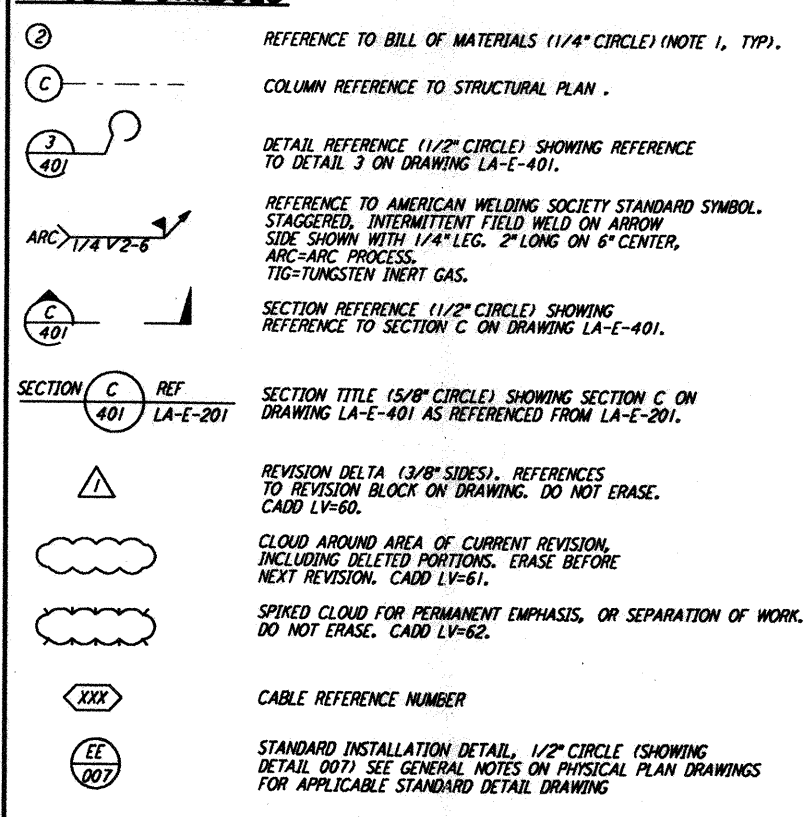 2
REFERENCE TO BILL OF MATERIALS (1/4" CIRCLE) (NOTE 1, TYP).
C
COLUMN REFERENCE TO STRUCTURAL PLAN .
3
401
DETAIL REFERENCE (1/2" CIRCLE) SHOWING REFERENCE
TO DETAIL 3 ON DRAWING LA-E-401.
ARC
1/4 V 2-6
REFERENCE TO AMERICAN WELDING SOCIETY STANDARD SYMBOL.
STAGGERED, INTERMITTENT FIELD WELD ON ARROW
SIDE SHOWN WITH 1/4" LEG. 2" LONG ON 6" CENTER,
ARC=ARC PROCESS.
TIG=TUNGSTEN INERT GAS.
C
401
SECTION REFERENCE (1/2" CIRCLE) SHOWING
REFERENCE TO SECTION C ON DRAWING LA-E-401.
SECTION C REF
401 LA-E-201
SECTION TITLE (5/8" CIRCLE) SHOWING SECTION C ON
DRAWING LA-E-401 AS REFERENCED FROM LA-E-201.
1
REVISION DELTA (3/8" SIDES). REFERENCES
TO REVISION BLOCK ON DRAWING. DO NOT ERASE.
CADD LV=60.
CLOUD AROUND AREA OF CURRENT REVISION,
INCLUDING DELETED PORTIONS. ERASE BEFORE
NEXT REVISION. CADD LV=61.
SPIKED CLOUD FOR PERMANENT EMPHASIS, OR SEPARATION OF WORK.
DO NOT ERASE. CADD LV=62.
XXX
CABLE REFERENCE NUMBER
EE
007
STANDARD INSTALLATION DETAIL, 1/2" CIRCLE (SHOWING
DETAIL 007) SEE GENERAL NOTES ON PHYSICAL PLAN DRAWINGS
FOR APPLICABLE STANDARD DETAIL DRAWING